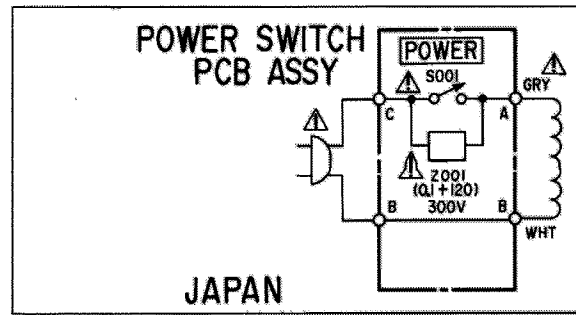 POWER SWITCH
PCB ASSY
POWER
S001
GRY
C
A
Z001
(0.1+120)
300V
B
B
WHT
JAPAN